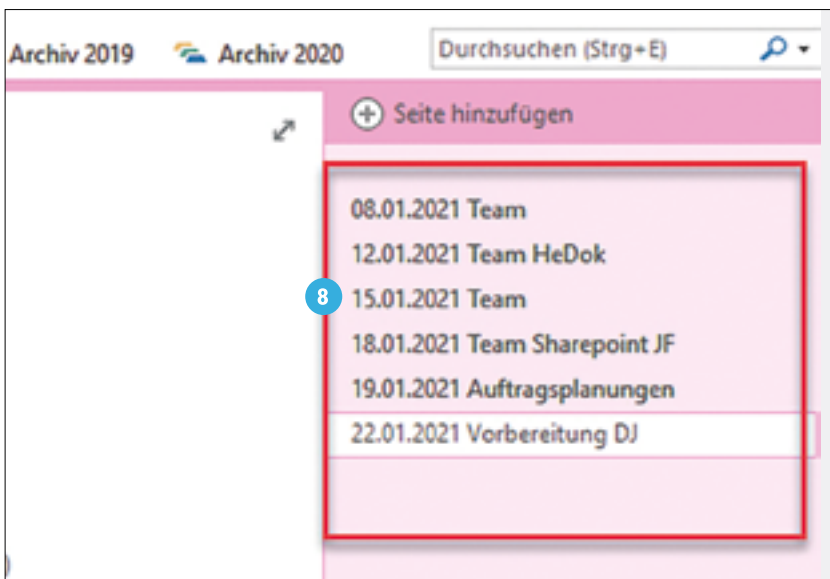 Archiv 2019 Archiv 2020 Durchsuchen (Strg+E)
Seite hinzufügen
08.01.2021 Team
12.01.2021 Team HeDok
8 15.01.2021 Team
18.01.2021 Team Sharepoint JF
19.01.2021 Auftragsplanungen
22.01.2021 Vorbereitung DJ